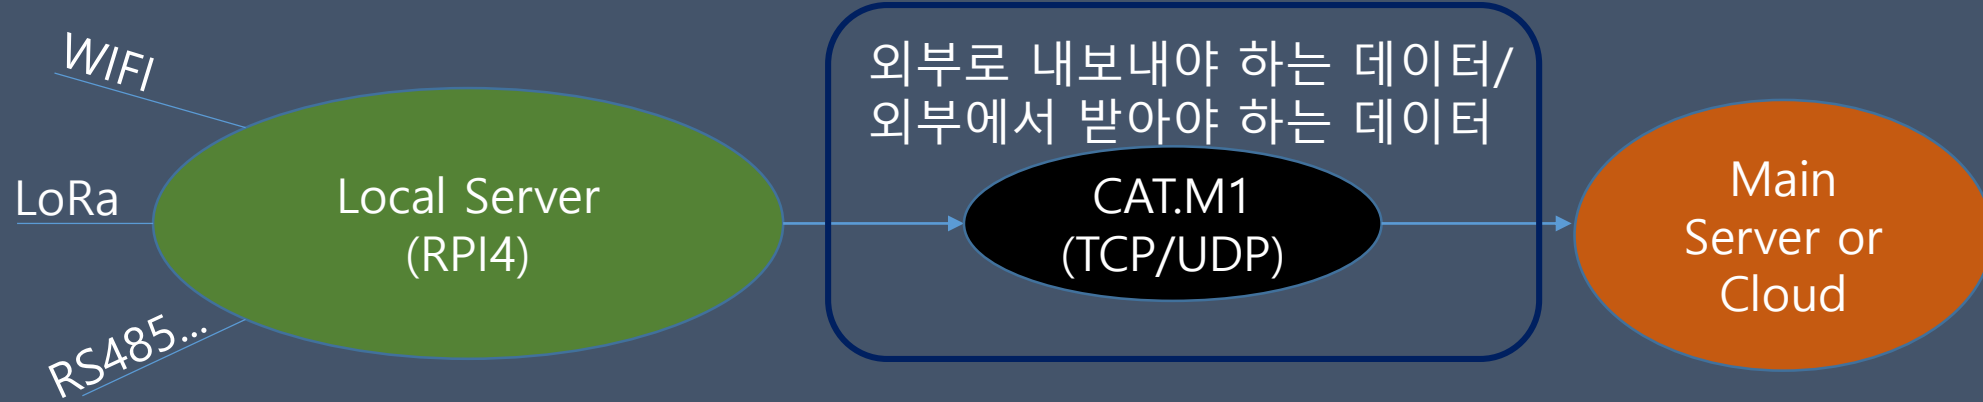 WIFI
LoRa
RS485...
Local Server
(RPI4)
외부로 내보내야 하는 데이터/
외부에서 받아야 하는 데이터
CAT.M1
(TCP/UDP)
Main
Server or
Cloud